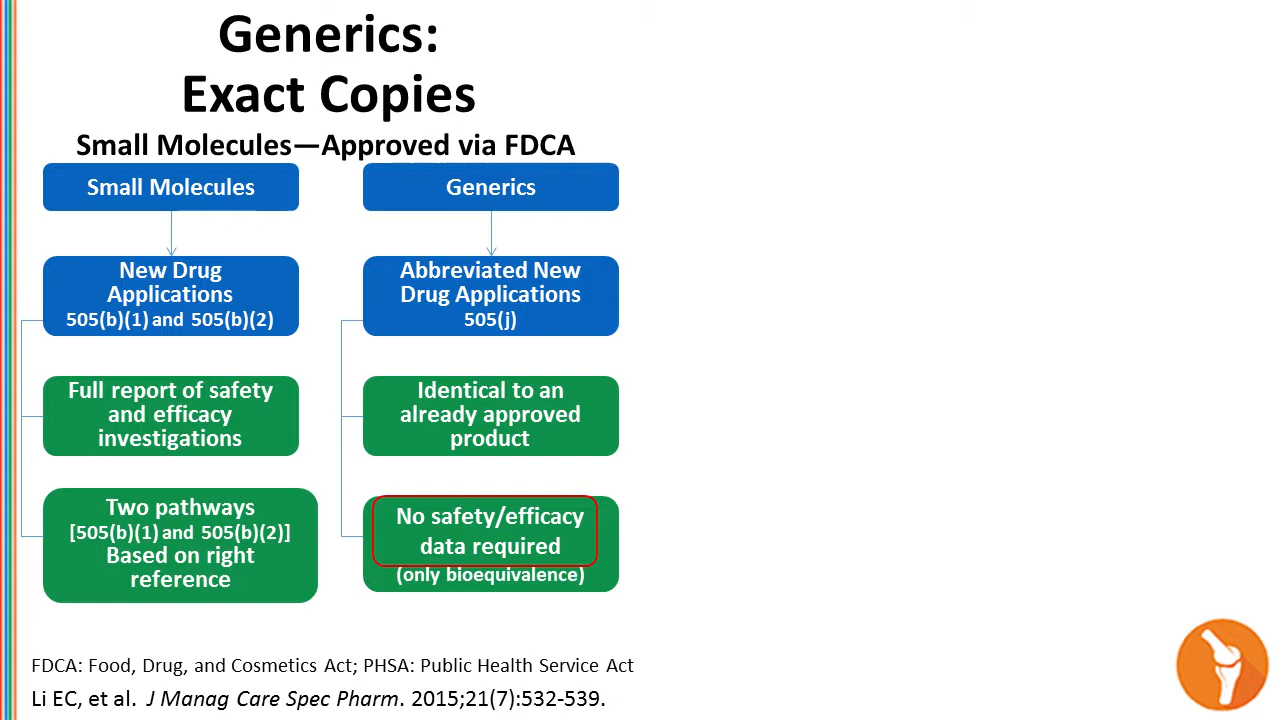 Generics:
Exact Copies
Small Molecules—Approved via FDCA
Small Molecules
New Drug
Applications
505(b)(1) and 505(b)(2)
Full report of safety
and efficacy
investigations
Two pathways
[505(b)(1) and 505(b)(2)]
Based on right
reference
Generics
Abbreviated New
Drug Applications
505(j)
Identical to an
already approved
product
No safety/efficacy
data required
(only bioequivalence)
FDCA: Food, Drug, and Cosmetics Act; PHSA: Public Health Service Act
Li EC, et al. J Manag Care Spec Pharm. 2015;21(7):532-539.